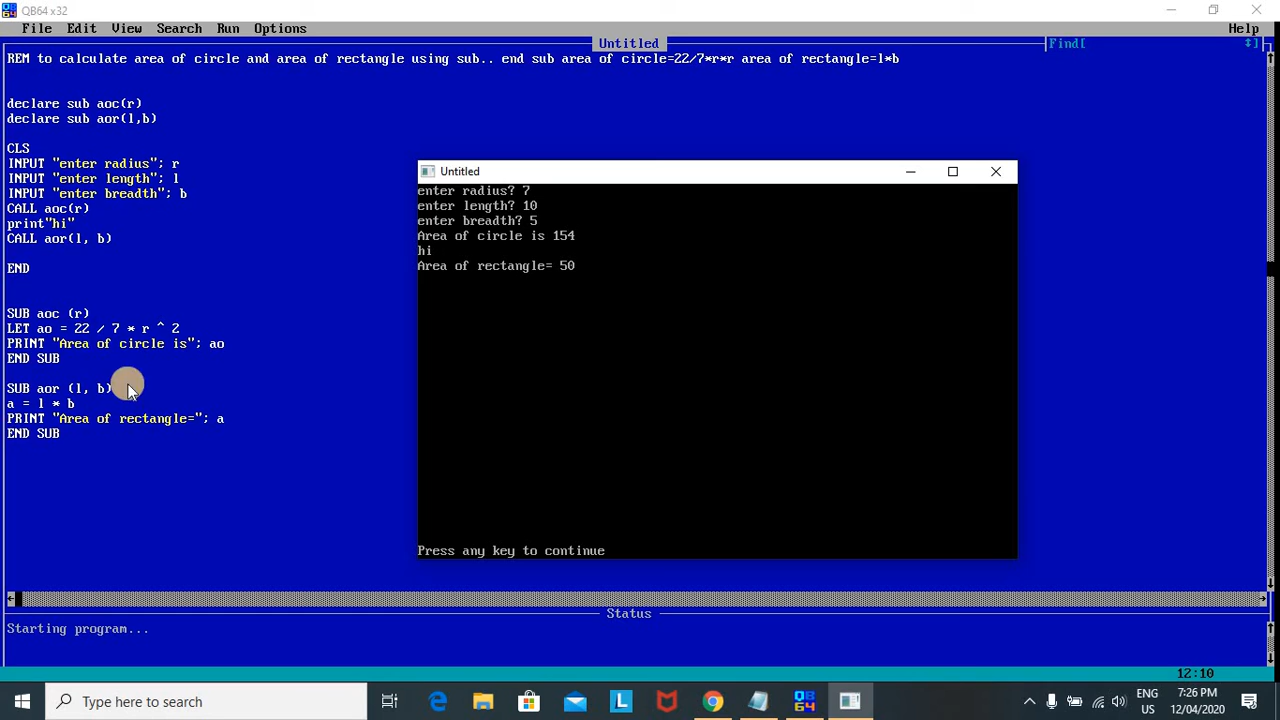 QB64 x32
File Edit View Search Run Options Help
Untitled
Find[
REM to calculate area of circle and area of rectangle using sub.. end sub area of circle=22/7*r*r area of rectangle=l*b
declare sub aoc(r)
declare sub aor(l,b)
CLS
INPUT "enter radius"; r
INPUT "enter length"; l
INPUT "enter breadth"; b
CALL aoc(r)
print"hi"
CALL aor(l, b)
END
SUB aoc (r)
LET ao = 22 / 7 * r ^ 2
PRINT "Area of circle is"; ao
END SUB
SUB aor (l, b)
a = l * b
PRINT "Area of rectangle="; a
END SUB
Untitled
enter radius? 7
enter length? 10
enter breadth? 5
Area of circle is 154
hi
Area of rectangle= 50
Press any key to continue
Status
Starting program...
12:10
Type here to search
ENG
US
7:26 PM
12/04/2020